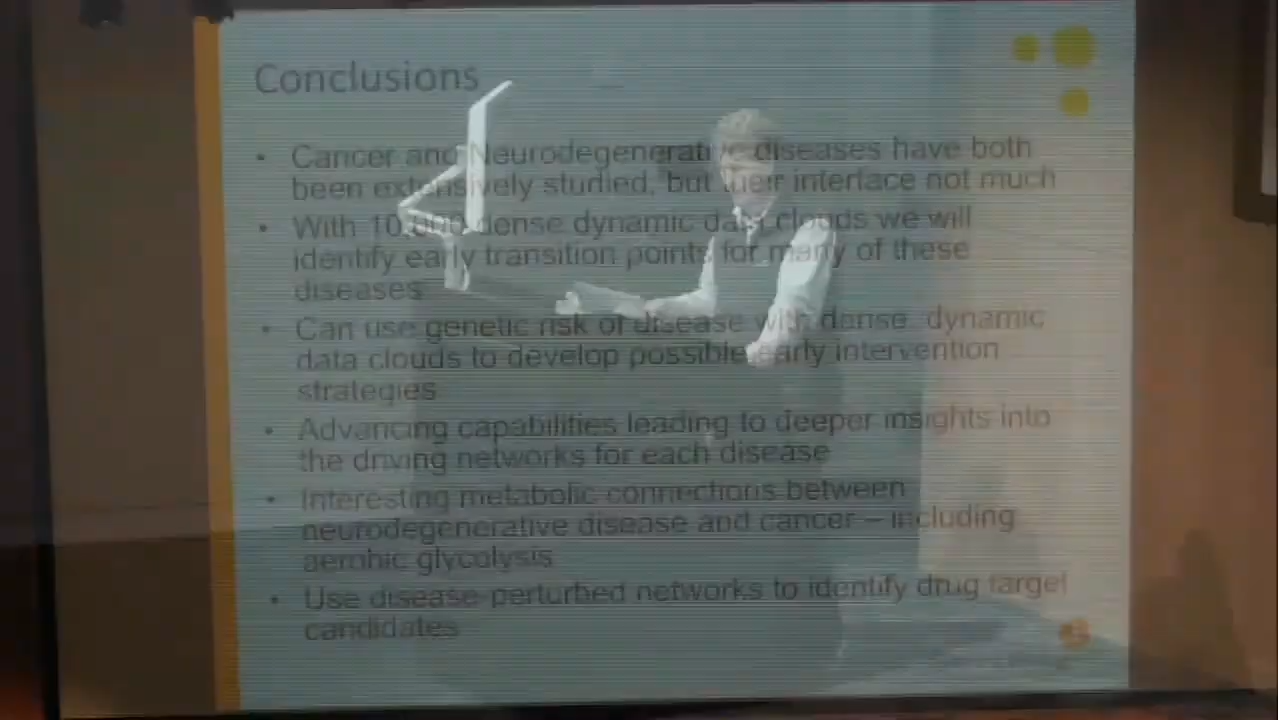 Conclusions
• Cancer and Neurodegenerative diseases have both
been extensively studied, but their interface not much
• With 10,000 dense dynamic data clouds we will
identify early transition points for many of these
diseases
• Can use genetic risk of disease with dense dynamic
data clouds to develop possible early intervention
strategies
• Advancing capabilities leading to deeper insights into
the driving networks for each disease
• Interesting metabolic connections between
neurodegenerative disease and cancer – including
aerobic glycolysis
• Use disease-perturbed networks to identify drug target
candidates